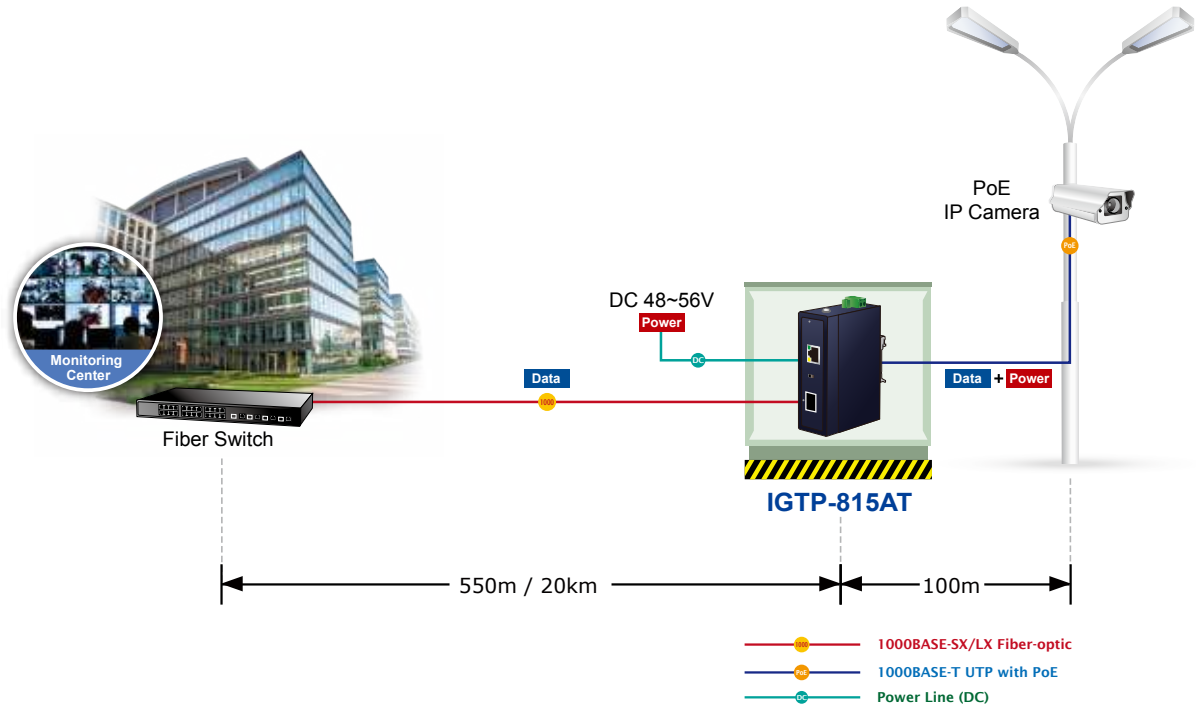 PoE
IP Camera
PoE
DC 48~56V
Power
DC
Monitoring
Center
Data
Data + Power
1000
Fiber Switch
IGTP-815AT
550m / 20km
100m
1000 1000BASE-SX/LX Fiber-optic
PoE 1000BASE-T UTP with PoE
DC Power Line (DC)